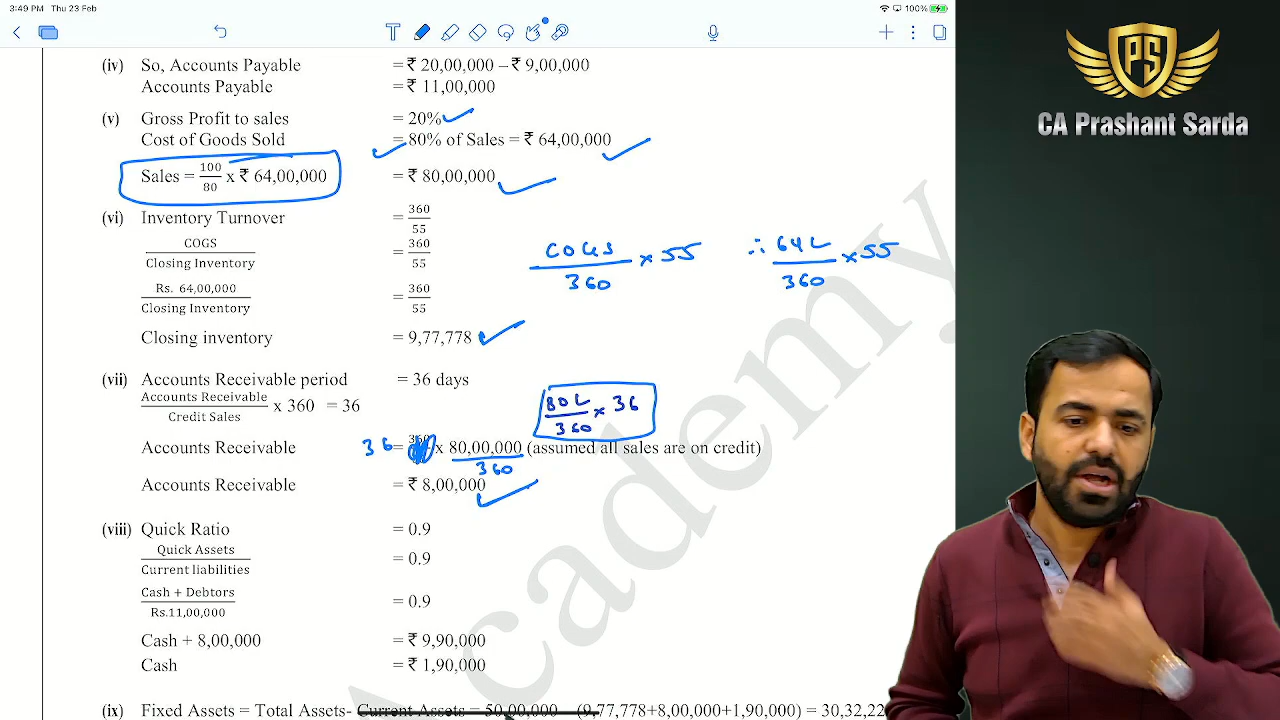 3:49 PM Thu 23 Feb
100%
PS
CA Prashant Sarda
(iv) So, Accounts Payable = ₹ 20,00,000 – ₹ 9,00,000
Accounts Payable = ₹ 11,00,000
(v) Gross Profit to sales = 20%
Cost of Goods Sold = 80% of Sales = ₹ 64,00,000
Sales = 100/80 x ₹ 64,00,000 = ₹ 80,00,000
(vi) Inventory Turnover = 360/55
COGS/Closing Inventory = 360/55
COGS/360 × 55 ∴ 64L/360 × 55
Rs. 64,00,000/Closing Inventory = 360/55
Closing inventory = 9,77,778
(vii) Accounts Receivable period = 36 days
Accounts Receivable/Credit Sales x 360 = 36
80L/360 × 36
Accounts Receivable 36 = x 80,00,000/360 (assumed all sales are on credit)
Accounts Receivable = ₹ 8,00,000
(viii) Quick Ratio = 0.9
Quick Assets/Current liabilities = 0.9
Cash + Debtors/Rs.11,00,000 = 0.9
Cash + 8,00,000 = ₹ 9,90,000
Cash = ₹ 1,90,000
(ix) Fixed Assets = Total Assets- Current Assets = 50,00,000 – (9,77,778+8,00,000+1,90,000) = 30,32,22
Academy